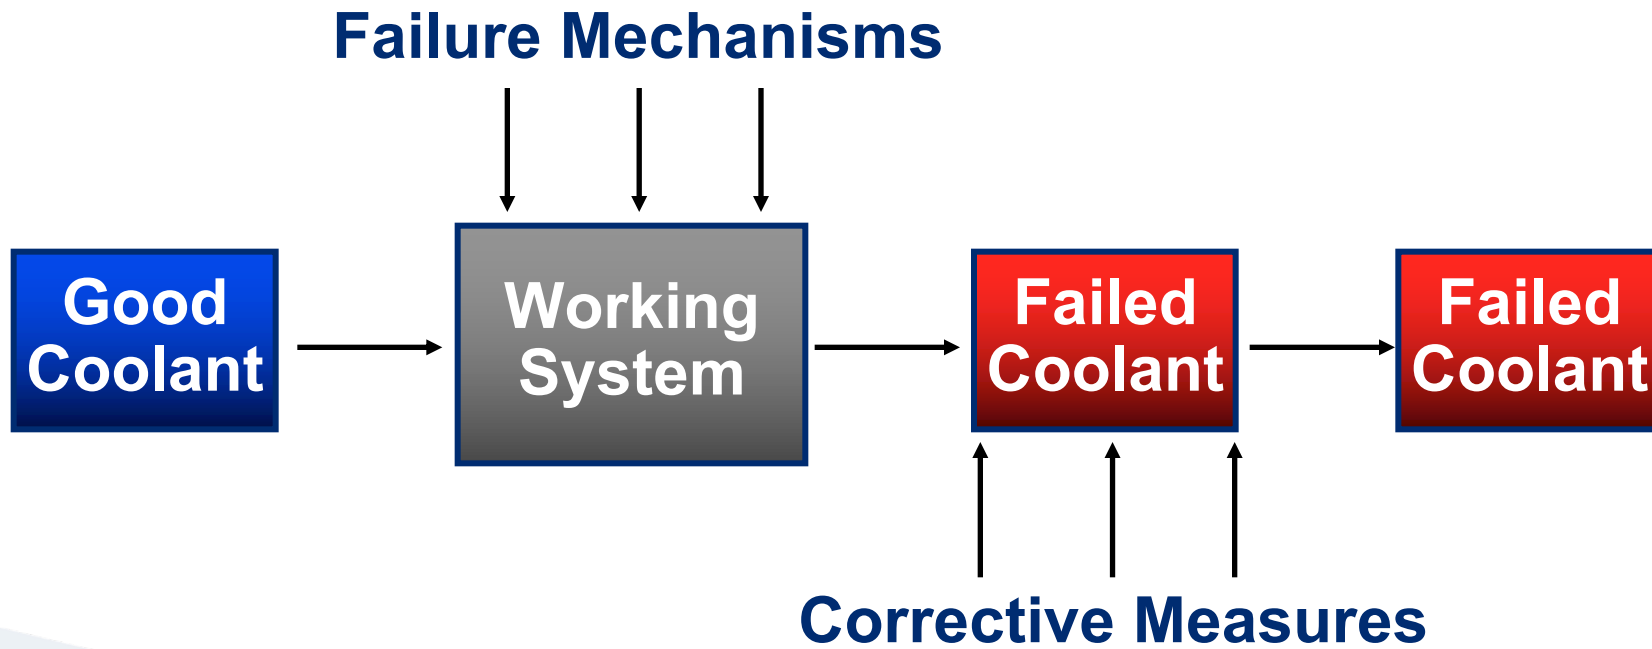 Failure Mechanisms
Good
Coolant
Working
System
Failed
Coolant
Failed
Coolant
Corrective Measures